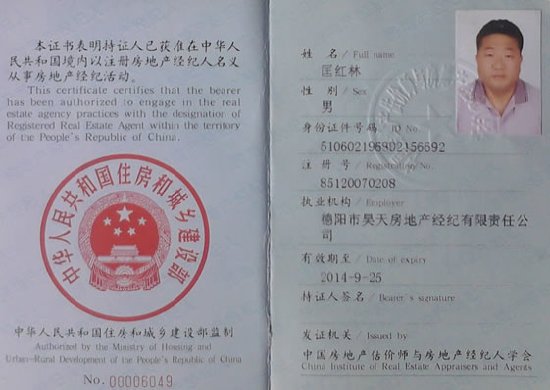 本证书表明持证人已获准在中华人
民共和国境内以注册房地产经纪人名义
从事房地产经纪活动。
This certificate certifies that the bearer
has been authorized to engage in the real
estate agency practices with the designation of
Registered Real Estate Agent within the territory
of the People's Republic of China.
中华人民共和国住房和城乡建设部
中华人民共和国住房和城乡建设部监制
Authorized by the Ministry of Housing and
Urban-Rural Development of the People's Republic of China
No. 00006049
姓 名 / Full name
匡红林
性 别 / Sex
男
身份证件号码 / ID No.
510602196802156692
注 册 号 / Registration No.
85120070208
执业机构 / Employer
德阳市昊天房地产经纪有限责任公
司
有效期至 / Date of expiry
2014-9-25
持证人签名 / Bearer's signature
发证机关 / Issued by
中国房地产估价师与房地产经纪人学会
China Institute of Real Estate Appraisers and Agents